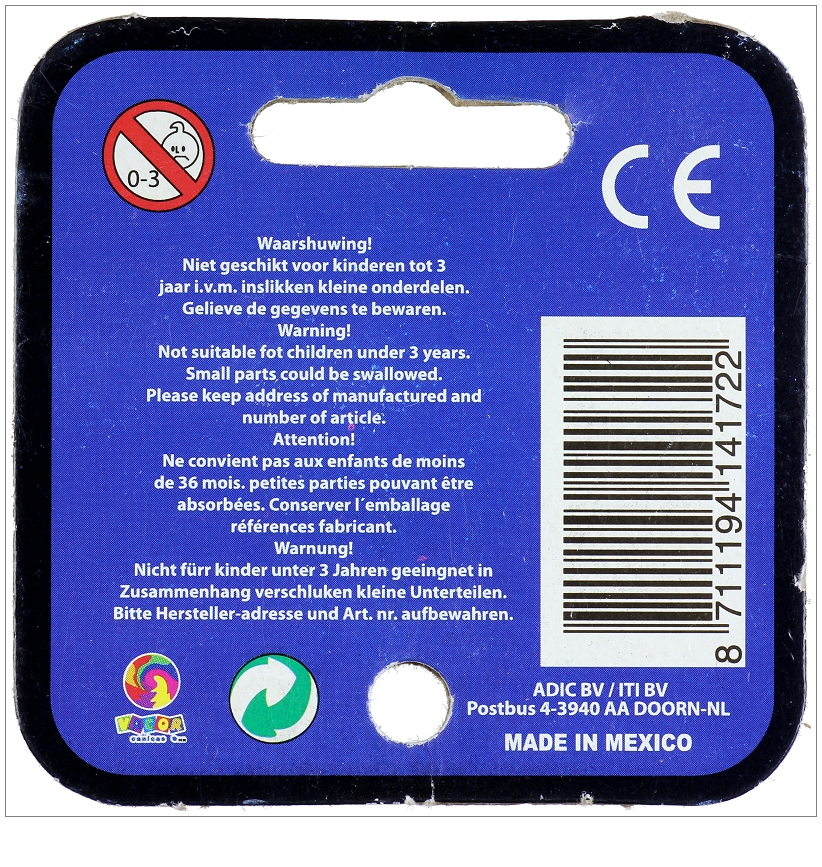 0-3
CE
Waarshuwing!
Niet geschikt voor kinderen tot 3
jaar i.v.m. inslikken kleine onderdelen.
Gelieve de gegevens te bewaren.
Warning!
Not suitable fot children under 3 years.
Small parts could be swallowed.
Please keep address of manufactured and
number of article.
Attention!
Ne convient pas aux enfants de moins
de 36 mois. petites parties pouvant être
absorbées. Conserver l´emballage
références fabricant.
Warnung!
Nicht fürr kinder unter 3 Jahren geeingnet in
Zusammenhang verschluken kleine Unterteilen.
Bitte Hersteller-adresse und Art. nr. aufbewahren.
8 711194 141722
VACOR
canicas
ADIC BV / ITI BV
Postbus 4-3940 AA DOORN-NL
MADE IN MEXICO